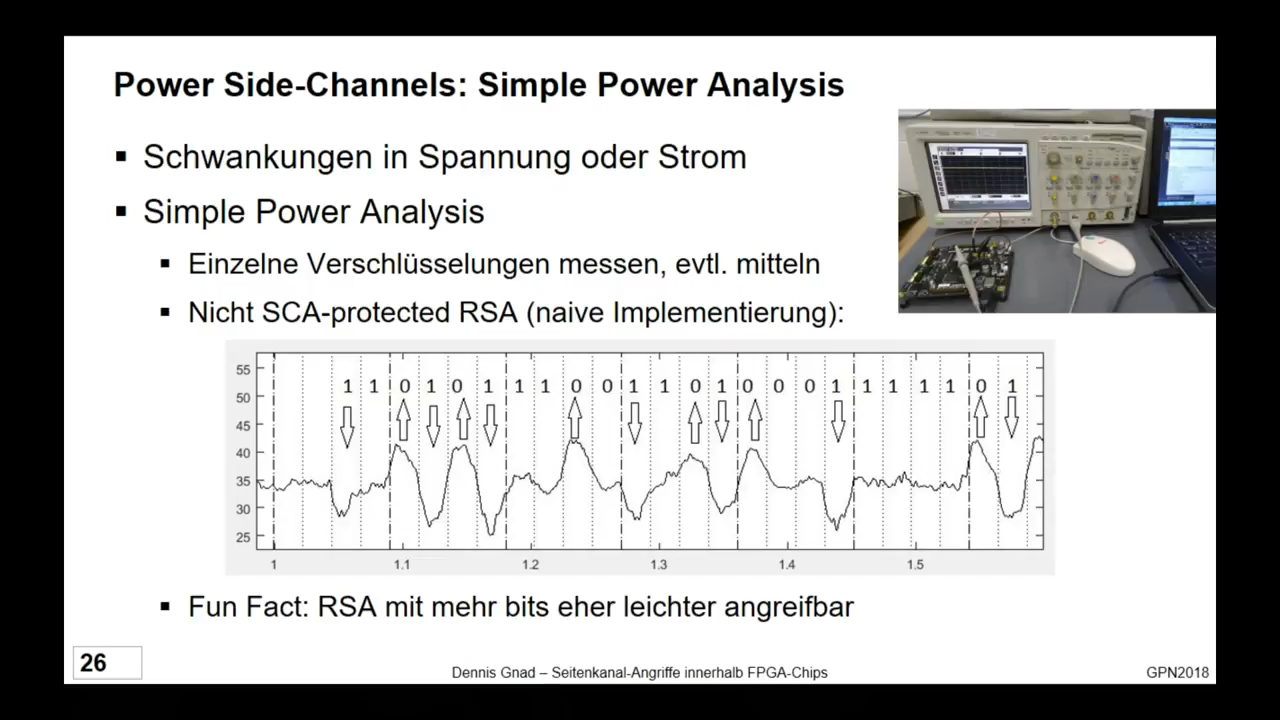 Power Side-Channels: Simple Power Analysis
▪ Schwankungen in Spannung oder Strom
▪ Simple Power Analysis
▪ Einzelne Verschlüsselungen messen, evtl. mitteln
▪ Nicht SCA-protected RSA (naive Implementierung):
55
1 1 0 1 0 1 1 1 0 0 1 1 0 1 0 0 0 1 1 1 1 0 1
50
45
40
35
30
25
1 1.1 1.2 1.3 1.4 1.5
▪ Fun Fact: RSA mit mehr bits eher leichter angreifbar
26
Dennis Gnad – Seitenkanal-Angriffe innerhalb FPGA-Chips
GPN2018